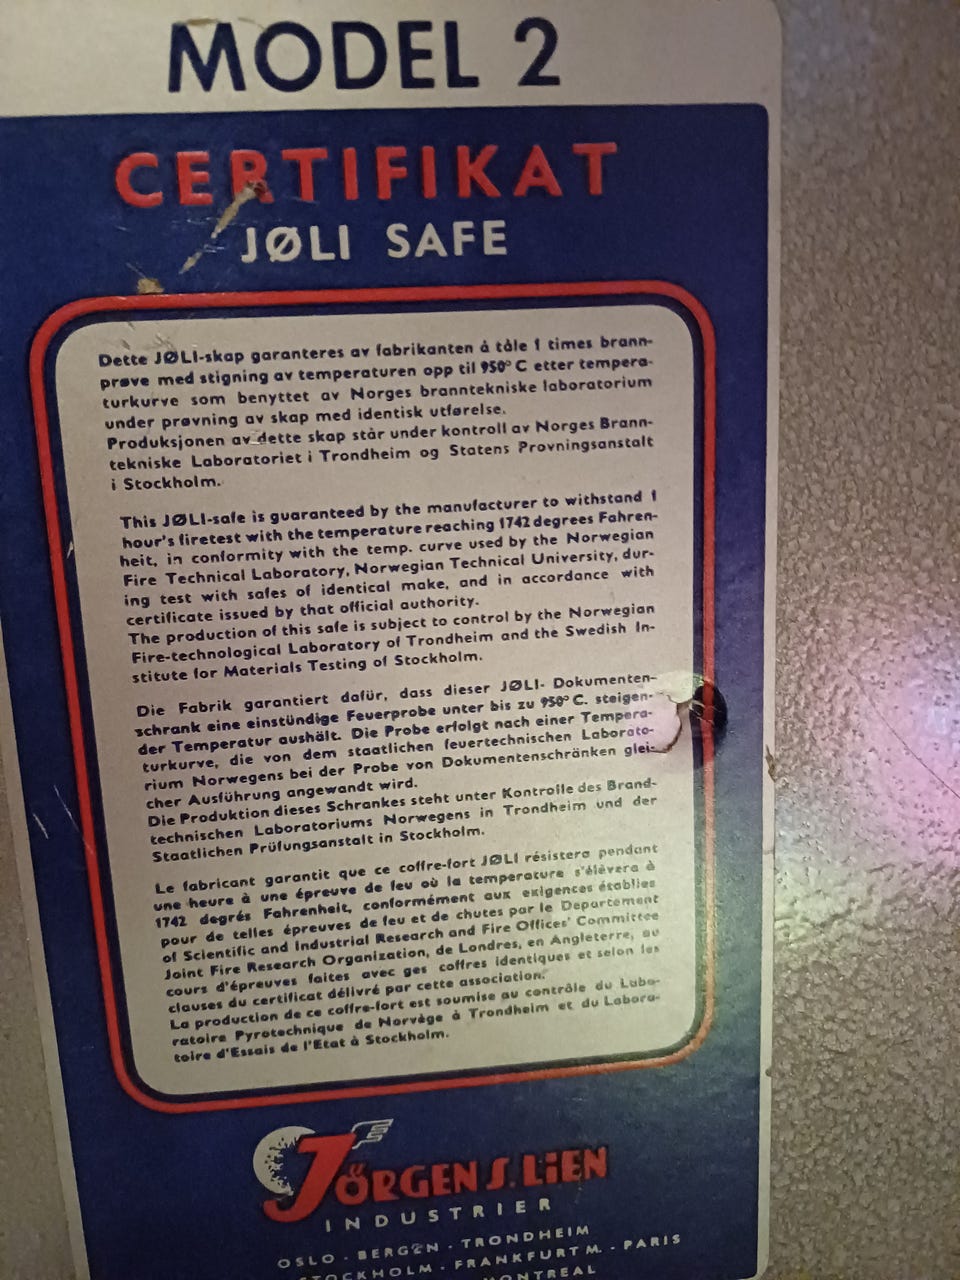 MODEL 2
CERTIFIKAT
JØLI SAFE
Dette JØLI-skap garanteres av fabrikanten å tåle 1 times brann-
prøve med stigning av temperaturen opp til 950° C etter tempera-
turkurve som benyttet av Norges branntekniske laboratorium
under prøvning av skap med identisk utførelse.
Produksjonen av dette skap står under kontroll av Norges Brann-
tekniske Laboratoriet i Trondheim og Statens Provningsanstalt
i Stockholm.
This JØLI-safe is guaranteed by the manufacturer to withstand 1
hour's firetest with the temperature reaching 1742 degrees Fahren-
heit, in conformity with the temp. curve used by the Norwegian
Fire Technical Laboratory, Norwegian Technical University, dur-
ing test with safes of identical make, and in accordance with
certificate issued by that official authority.
The production of this safe is subject to control by the Norwegian
Fire-technological Laboratory of Trondheim and the Swedish In-
stitute for Materials Testing of Stockholm.
Die Fabrik garantiert dafür, dass dieser JØLI- Dokumenten-
schrank eine einstündige Feuerprobe unter bis zu 950° C. steigen-
der Temperatur aushält. Die Probe erfolgt nach einer Tempera-
turkurve, die von dem staatlichen feuertechnischen Laborato-
rium Norwegens bei der Probe von Dokumentenschränken glei-
cher Ausführung angewandt wird.
Die Produktion dieses Schrankes steht unter Kontrolle des Brand-
technischen Laboratoriums Norwegens in Trondheim und der
Staatlichen Prüfungsanstalt in Stockholm.
Le fabricant garantit que ce coffre-fort JØLI résistera pendant
une heure à une épreuve de feu où la temperature s'élèvera à
1742 degrés Fahrenheit, conformément aux exigences établies
pour de telles épreuves de feu et de chutes par le Departement
of Scientific and Industrial Research and Fire Offices' Committee
Joint Fire Research Organization, de Londres, en Angleterre, au
cours d'épreuves faites avec ges coffres identiques et selon les
clauses du certificat délivré par cette association.
La production de ce coffre-fort est soumise au contrôle du Labo-
ratoire Pyrotechnique de Norvège à Trondheim et du Labora-
toire d'Essais de l'Etat à Stockholm.
JÖRGEN S. LIEN
INDUSTRIER
OSLO - BERGEN - TRONDHEIM
STOCKHOLM - FRANKFURT M. - PARIS
MONTREAL